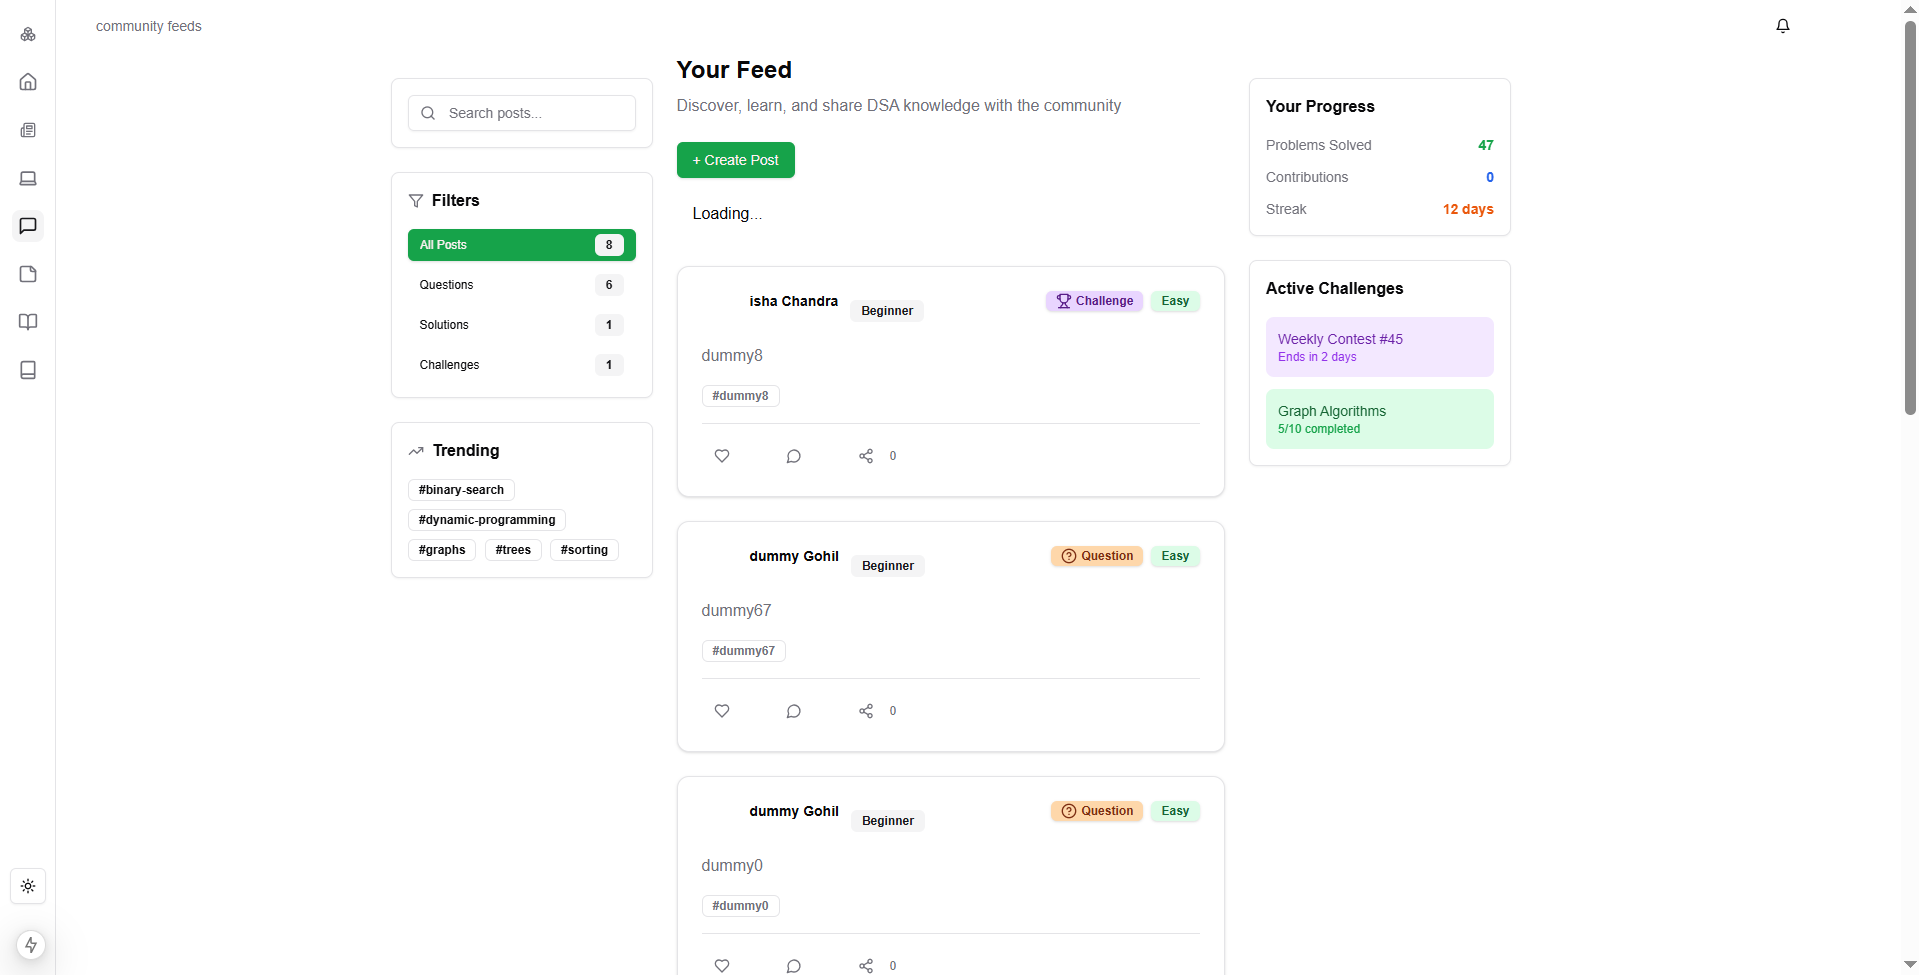 community feeds
Search posts...
Filters
All Posts 8
Questions 6
Solutions 1
Challenges 1
Trending
#binary-search
#dynamic-programming
#graphs #trees #sorting
Your Feed
Discover, learn, and share DSA knowledge with the community
+ Create Post
Loading...
isha Chandra Beginner Challenge Easy
dummy8
#dummy8
0
dummy Gohil Beginner Question Easy
dummy67
#dummy67
0
dummy Gohil Beginner Question Easy
dummy0
#dummy0
0
Your Progress
Problems Solved 47
Contributions 0
Streak 12 days
Active Challenges
Weekly Contest #45
Ends in 2 days
Graph Algorithms
5/10 completed